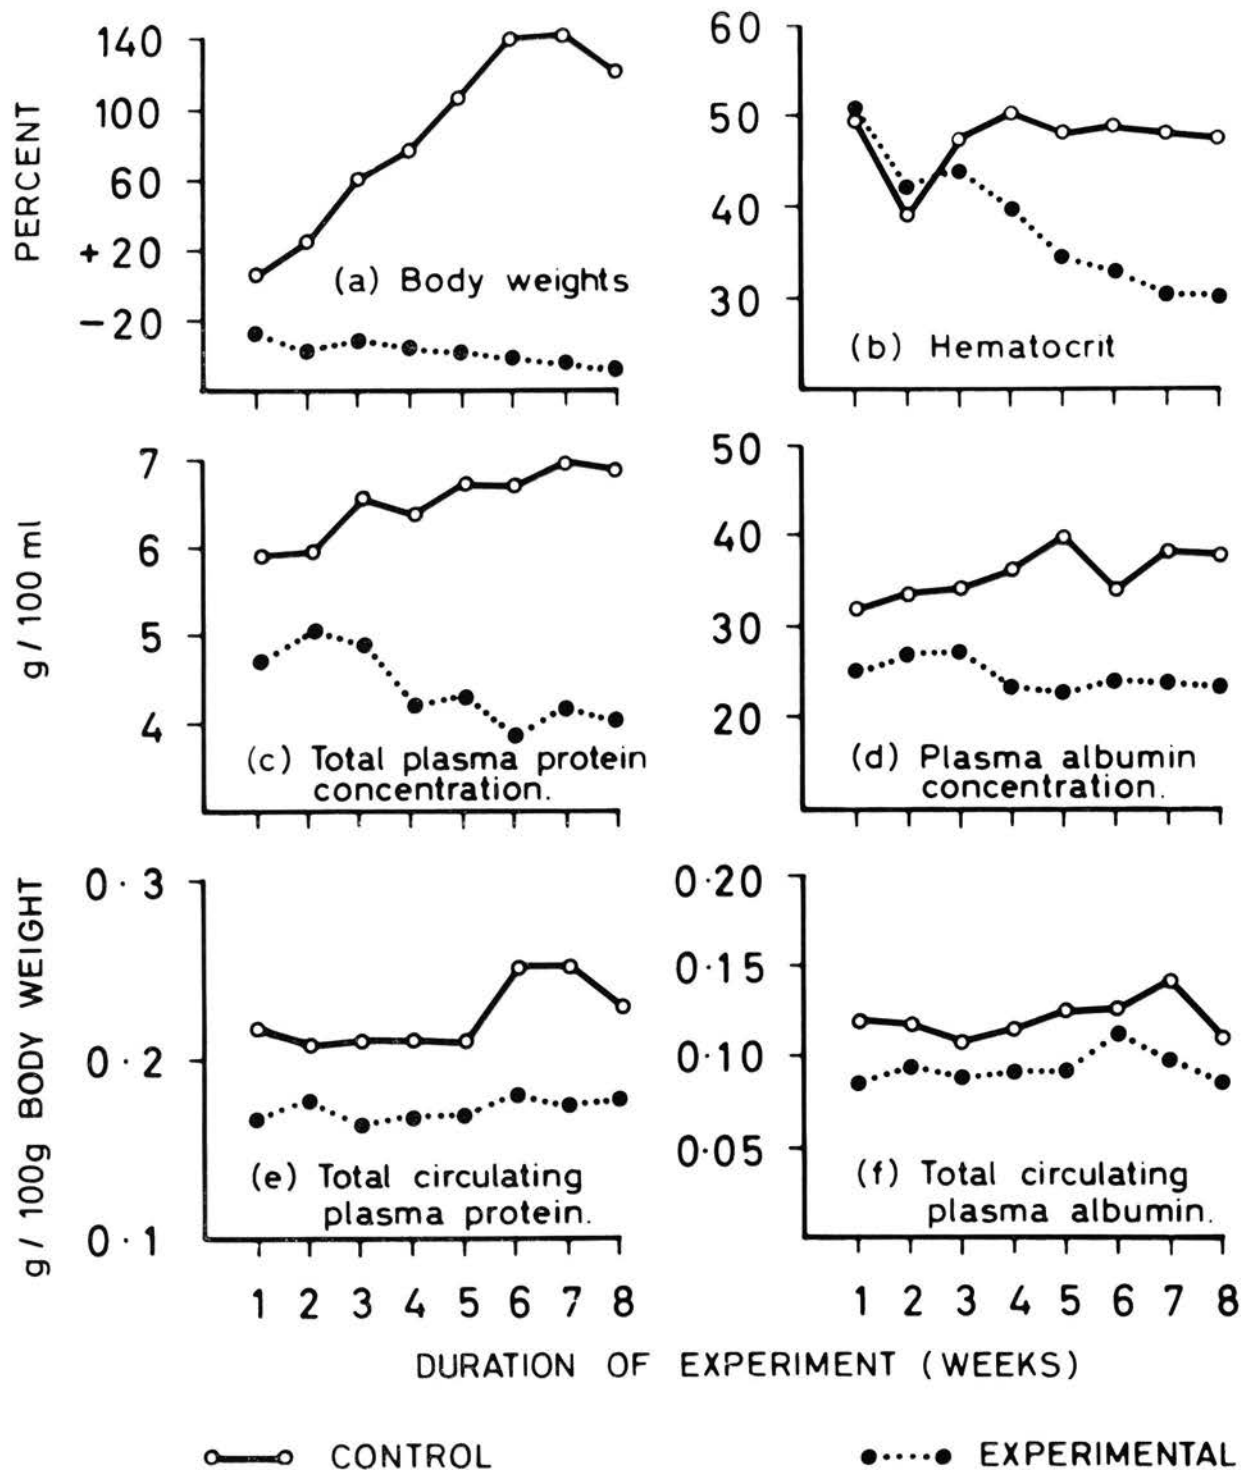 PERCENT
140
100
60
+ 20
− 20
(a) Body weights
60
50
40
30
(b) Hematocrit
g / 100 ml
7
6
5
4
(c) Total plasma protein
concentration.
50
40
30
20
(d) Plasma albumin
concentration.
g / 100g BODY WEIGHT
0·3
0·2
0·1
(e) Total circulating
plasma protein.
0·20
0·15
0·10
0·05
(f) Total circulating
plasma albumin.
1 2 3 4 5 6 7 8
1 2 3 4 5 6 7 8
DURATION OF EXPERIMENT (WEEKS)
CONTROL
EXPERIMENTAL